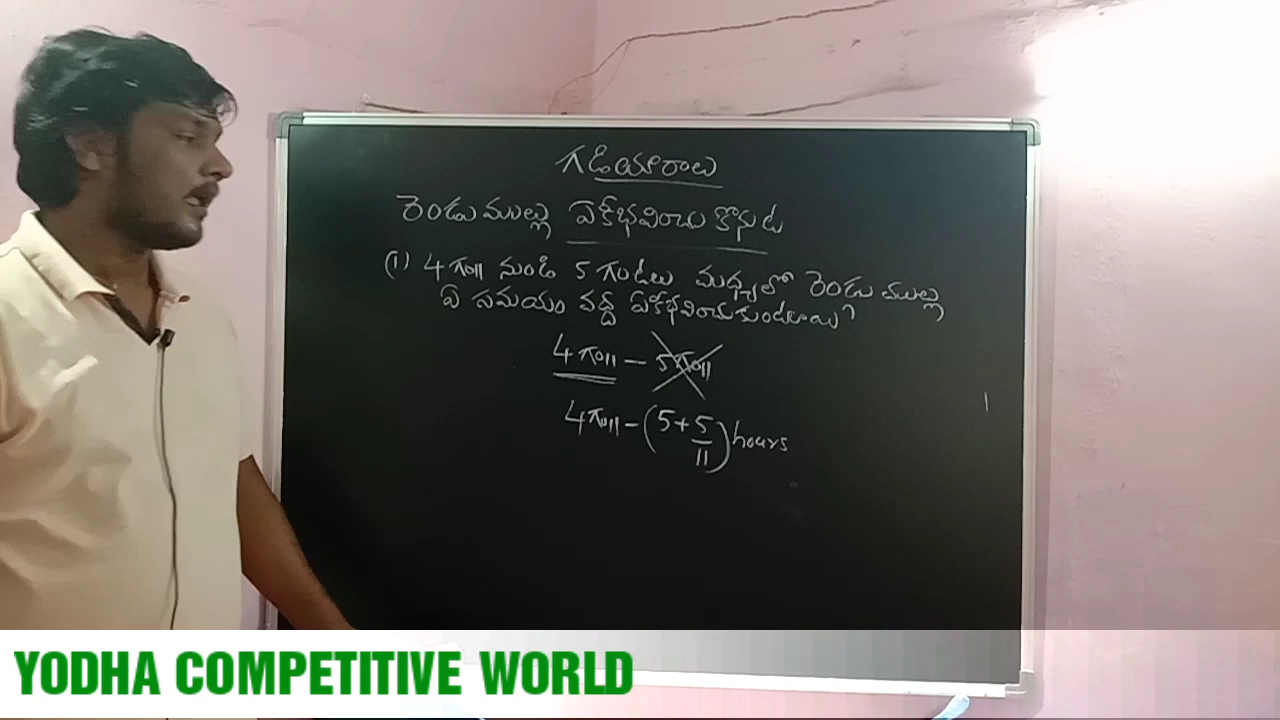 గడియారాలు
రెండు ముల్లు ఏకీభవించు కొనుట
(1) 4 గం|| నుండి 5 గంటలు మధ్యలో రెండు ముల్లు
ఏ సమయం వద్ద ఏకీభవించుకుంటాయి?
4 గం|| – 5 గం||
4 గం|| – (5+5/11) hours
YODHA COMPETITIVE WORLD